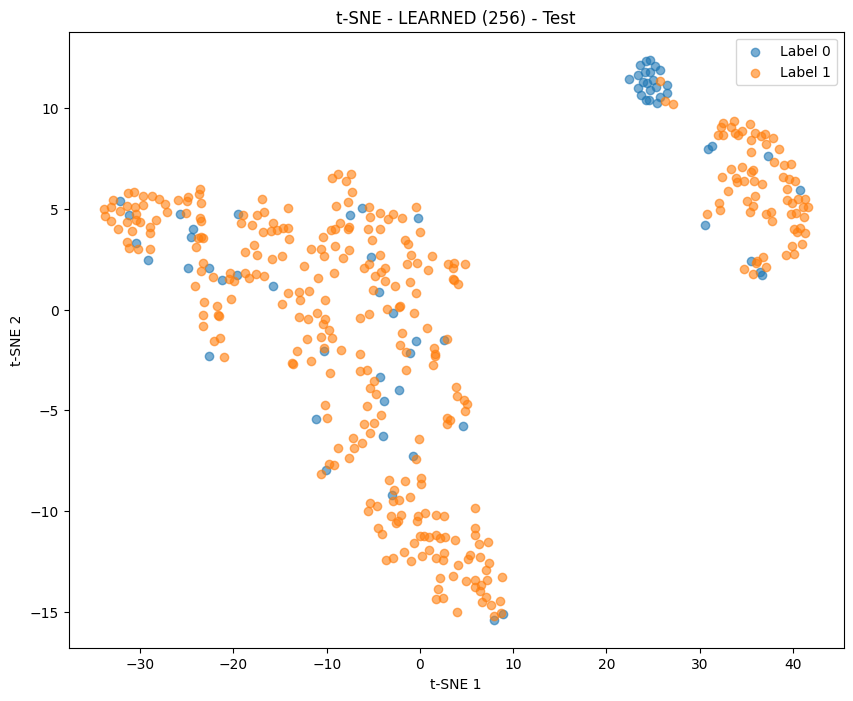 t-SNE - LEARNED (256) - Test
Label 0
Label 1
10
5
0
−5
−10
−15
t-SNE 2
−30 −20 −10 0 10 20 30 40
t-SNE 1